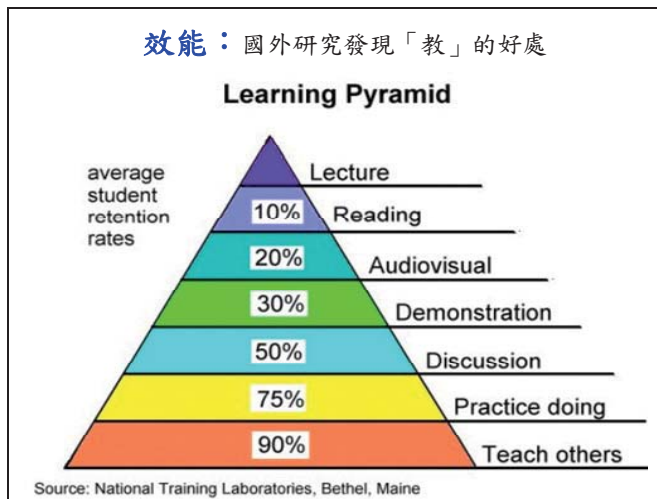 效能：國外研究發現「教」的好處
Learning Pyramid
average
student
retention
rates
Lecture
10% Reading
20% Audiovisual
30% Demonstration
50% Discussion
75% Practice doing
90% Teach others
Source: National Training Laboratories, Bethel, Maine